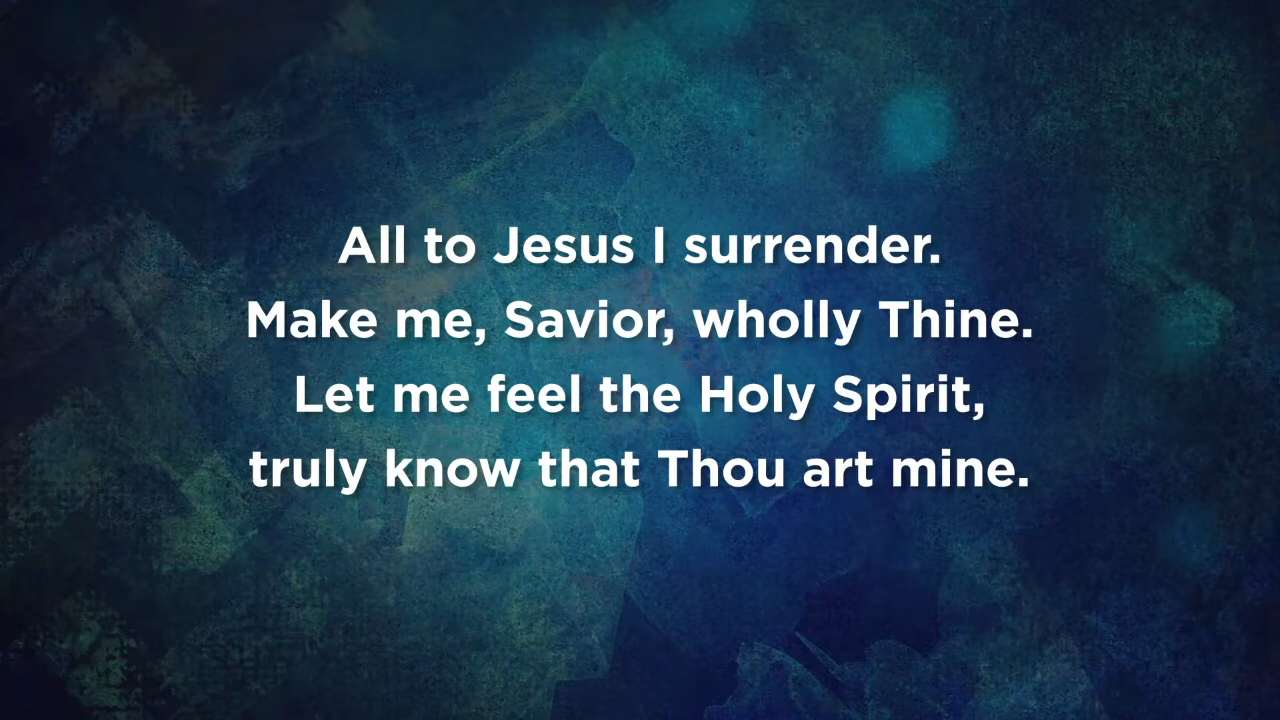 All to Jesus I surrender.
Make me, Savior, wholly Thine.
Let me feel the Holy Spirit,
truly know that Thou art mine.